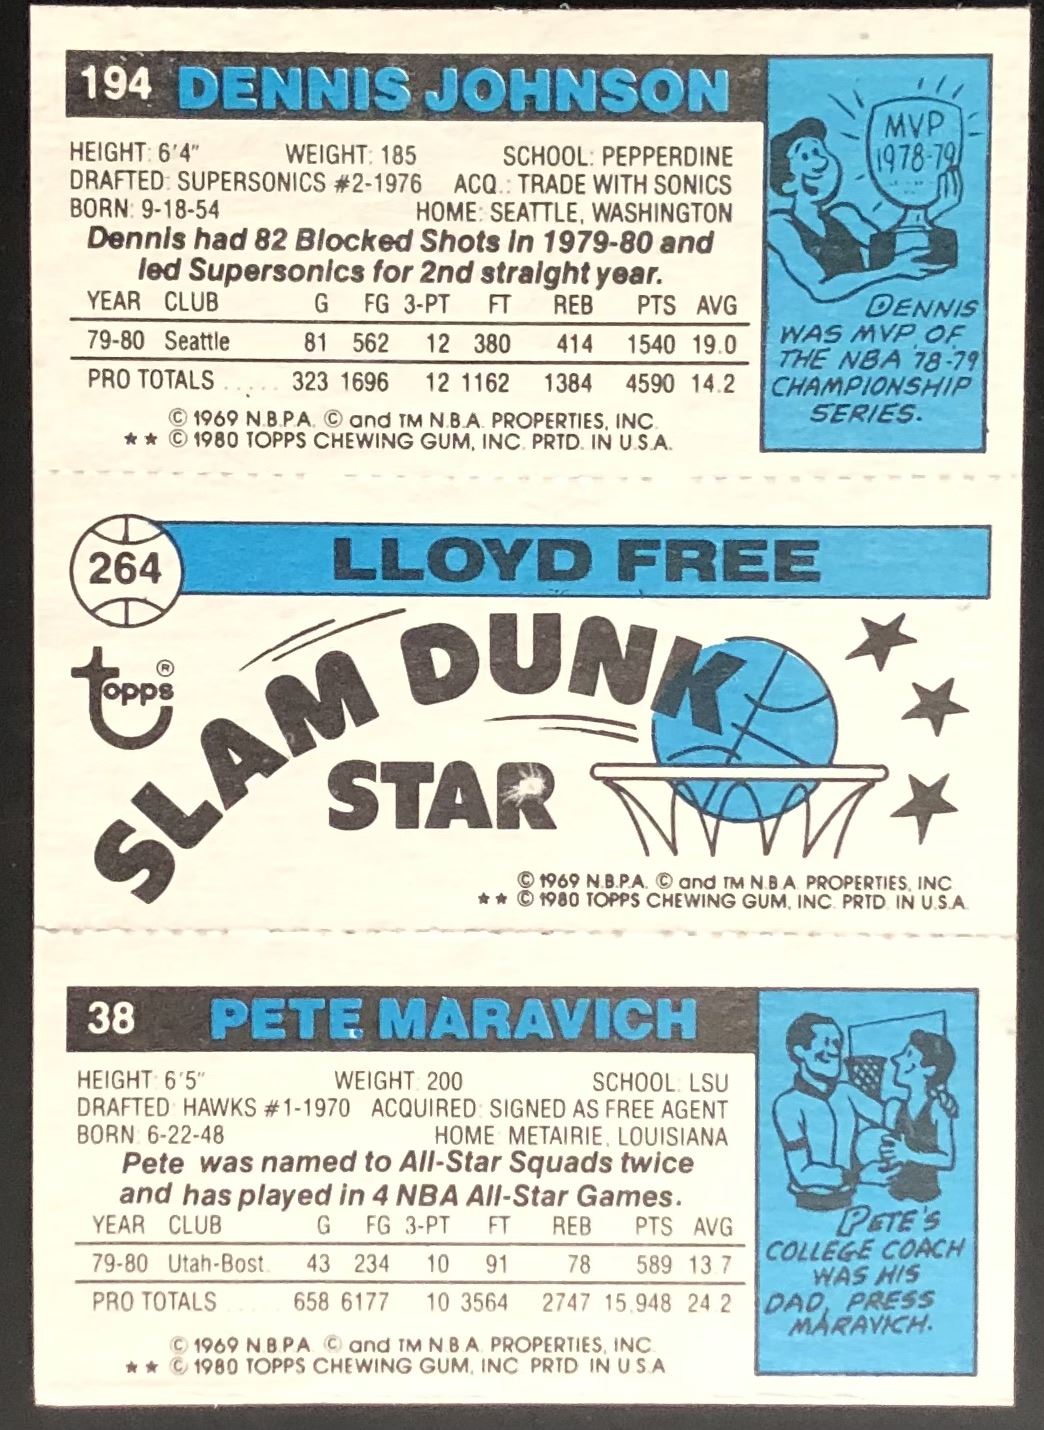 194 DENNIS JOHNSON
HEIGHT: 6'4" WEIGHT: 185 SCHOOL: PEPPERDINE
DRAFTED: SUPERSONICS #2-1976 ACQ.: TRADE WITH SONICS
BORN: 9-18-54 HOME: SEATTLE, WASHINGTON
Dennis had 82 Blocked Shots in 1979-80 and
led Supersonics for 2nd straight year.
YEAR CLUB G FG 3-PT FT REB PTS AVG
79-80 Seattle 81 562 12 380 414 1540 19.0
PRO TOTALS ..... 323 1696 12 1162 1384 4590 14.2
© 1969 N.B.P.A. © and TM N.B.A. PROPERTIES, INC.
★ ★ © 1980 TOPPS CHEWING GUM, INC. PRTD. IN U.S.A.
MVP
1978-79
DENNIS
WAS MVP OF
THE NBA '78-79
CHAMPIONSHIP
SERIES.
264 LLOYD FREE
topps ®
SLAM DUNK
STAR
© 1969 N.B.P.A. © and TM N.B.A. PROPERTIES, INC.
★ ★ © 1980 TOPPS CHEWING GUM, INC. PRTD. IN U.S.A.
38 PETE MARAVICH
HEIGHT: 6'5" WEIGHT: 200 SCHOOL: LSU
DRAFTED: HAWKS #1-1970 ACQUIRED: SIGNED AS FREE AGENT
BORN: 6-22-48 HOME: METAIRIE, LOUISIANA
Pete was named to All-Star Squads twice
and has played in 4 NBA All-Star Games.
YEAR CLUB G FG 3-PT FT REB PTS AVG
79-80 Utah-Bost. 43 234 10 91 78 589 13.7
PRO TOTALS ..... 658 6177 10 3564 2747 15,948 24.2
© 1969 N.B.P.A. © and TM N.B.A. PROPERTIES, INC.
★ ★ © 1980 TOPPS CHEWING GUM, INC. PRTD. IN U.S.A.
PETE'S
COLLEGE COACH
WAS HIS
DAD, PRESS
MARAVICH.